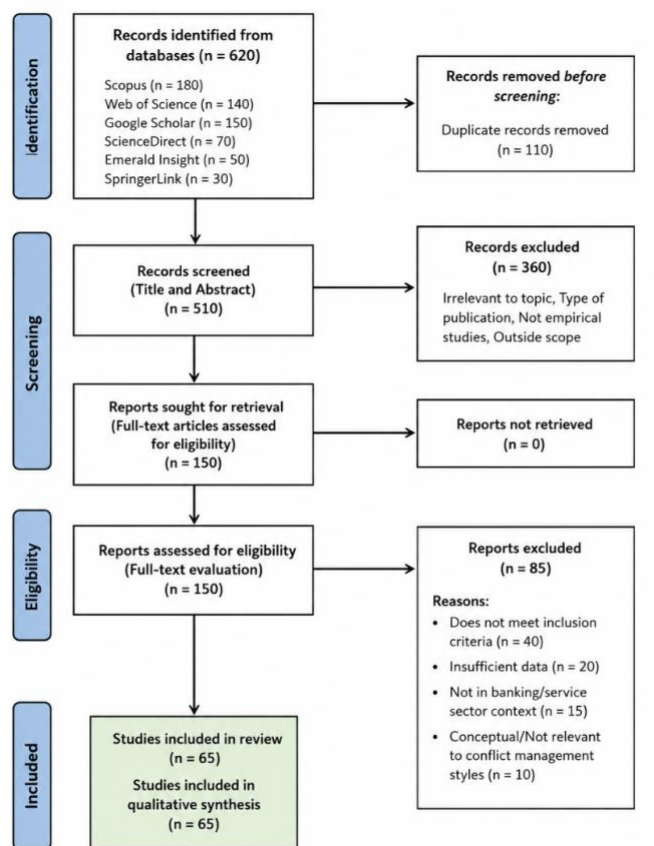 Identification
Records identified from
databases (n = 620)
Scopus (n = 180)
Web of Science (n = 140)
Google Scholar (n = 150)
ScienceDirect (n = 70)
Emerald Insight (n = 50)
SpringerLink (n = 30)
Records removed before
screening:
Duplicate records removed
(n = 110)
Screening
Records screened
(Title and Abstract)
(n = 510)
Records excluded
(n = 360)
Irrelevant to topic, Type of
publication, Not empirical
studies, Outside scope
Reports sought for retrieval
(Full-text articles assessed
for eligibility)
(n = 150)
Reports not retrieved
(n = 0)
Eligibility
Reports assessed for eligibility
(Full-text evaluation)
(n = 150)
Reports excluded
(n = 85)
Reasons:
• Does not meet inclusion
criteria (n = 40)
• Insufficient data (n = 20)
• Not in banking/service
sector context (n = 15)
• Conceptual/Not relevant
to conflict management
styles (n = 10)
Included
Studies included in review
(n = 65)
Studies included in
qualitative synthesis
(n = 65)